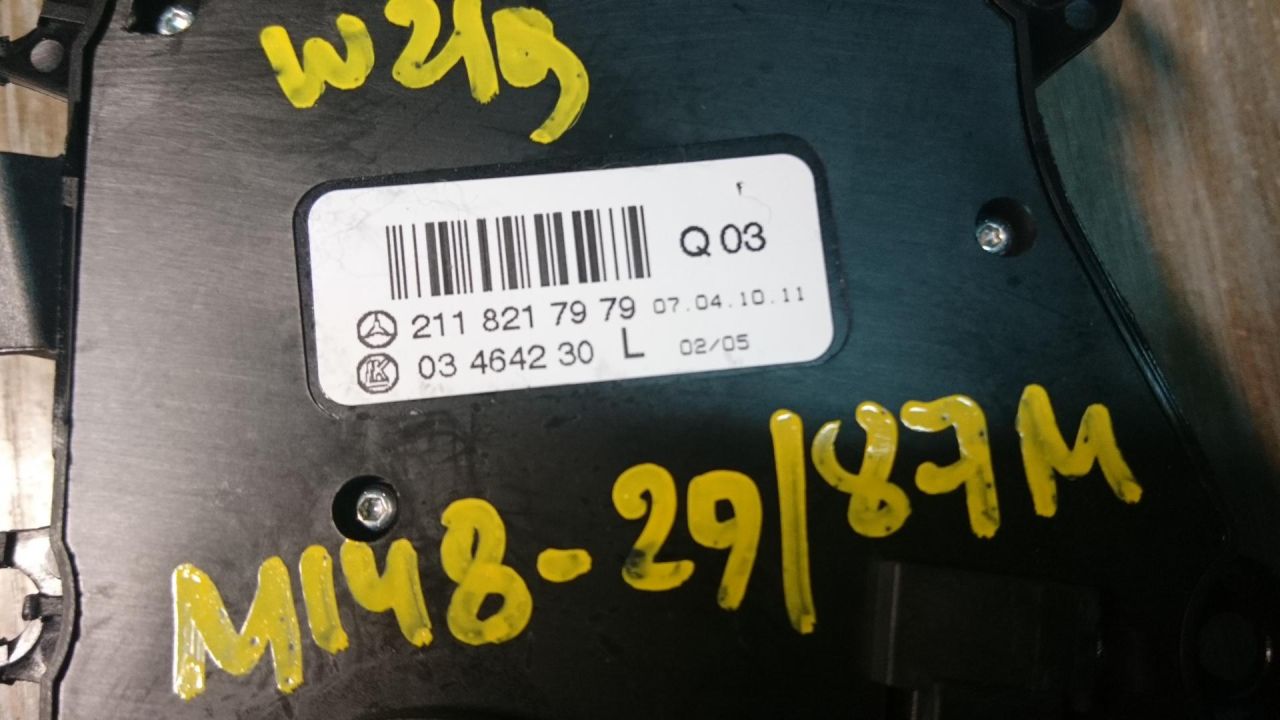 W219
F
Q 03
211 821 79 79 07.04.10.11
03 4642 30 L 02/05
M148-29/87M